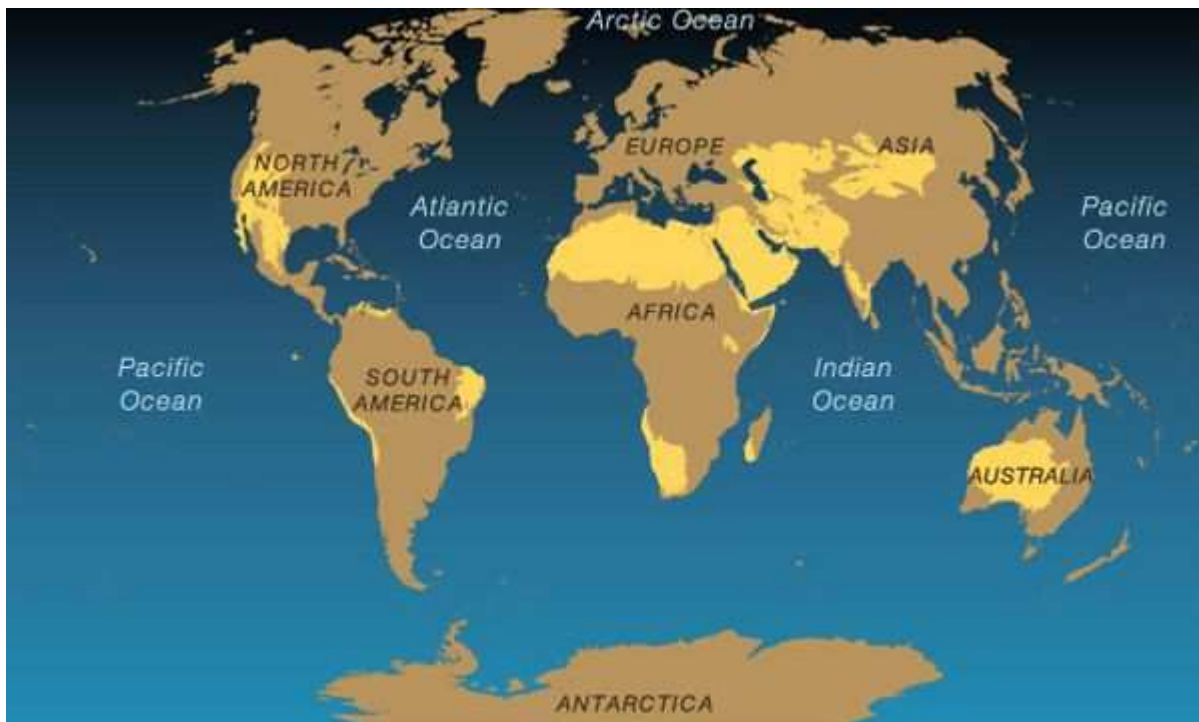 Arctic Ocean
NORTH
AMERICA
EUROPE
ASIA
Atlantic
Ocean
Pacific
Ocean
AFRICA
Pacific
Ocean
SOUTH
AMERICA
Indian
Ocean
AUSTRALIA
ANTARCTICA